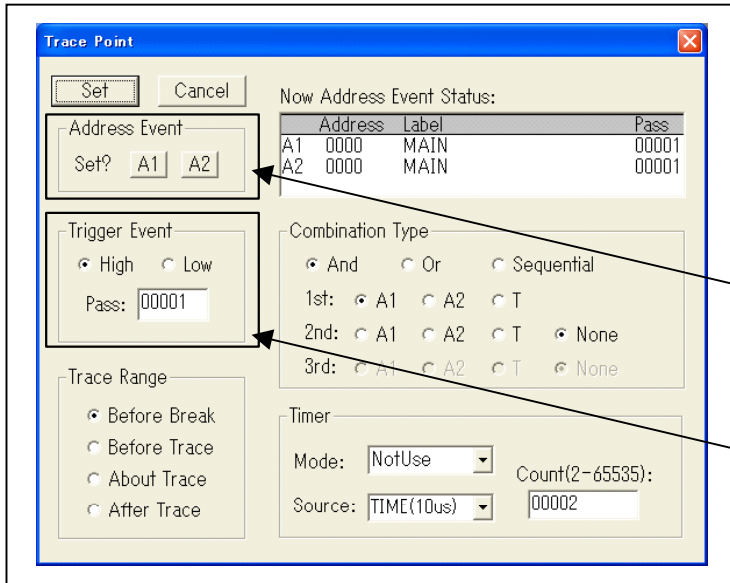 Trace Point
Set Cancel
Now Address Event Status:
Address Label Pass
A1 0000 MAIN 00001
A2 0000 MAIN 00001
Address Event
Set? A1 A2
Trigger Event
High Low
Pass: 00001
Combination Type
And Or Sequential
1st: A1 A2 T
2nd: A1 A2 T None
3rd: A1 A2 T None
Trace Range
Before Break
Before Trace
About Trace
After Trace
Timer
Mode: NotUse
Count(2-65535):
Source: TIME(10us) 00002